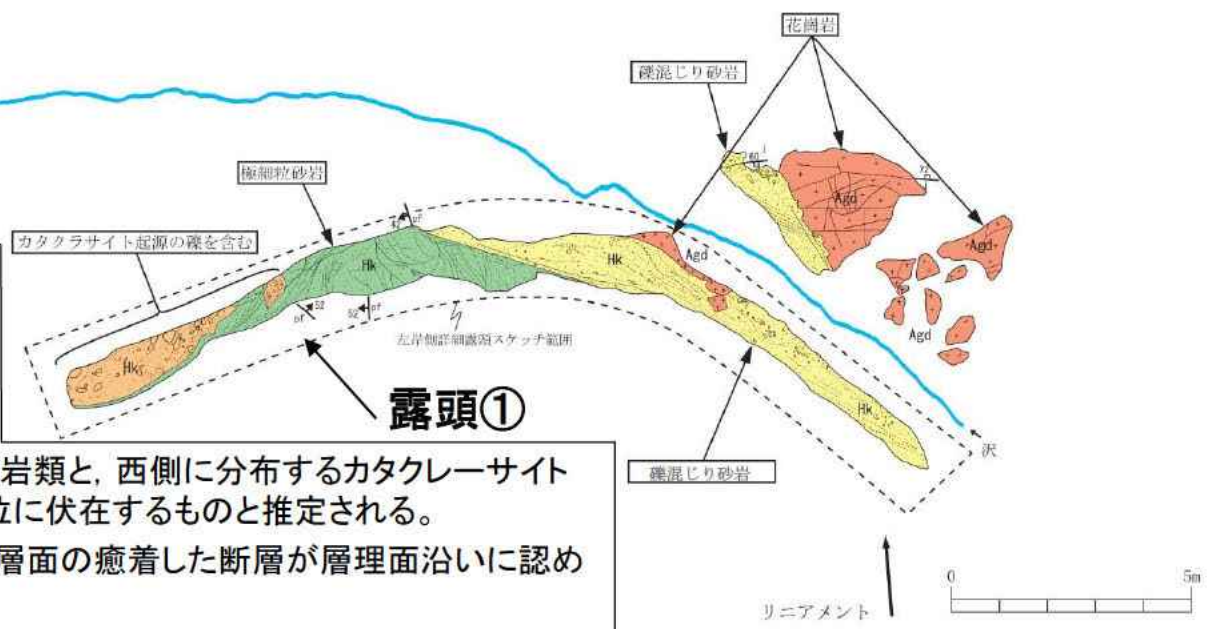 花崗岩
礫混じり砂岩
極細粒砂岩
カタクラサイト起源の礫を含む
Agd
Agd
Agd
Agd
Hk
Hk
Hk
Hk
pf
52
pf
52
pf
左岸側詳細露頭スケッチ範囲
露頭①
沢
礫混じり砂岩
岩類と，西側に分布するカタクレーサイト
位に伏在するものと推定される。
層面の癒着した断層が層理面沿いに認め
リニアメント
0
5m